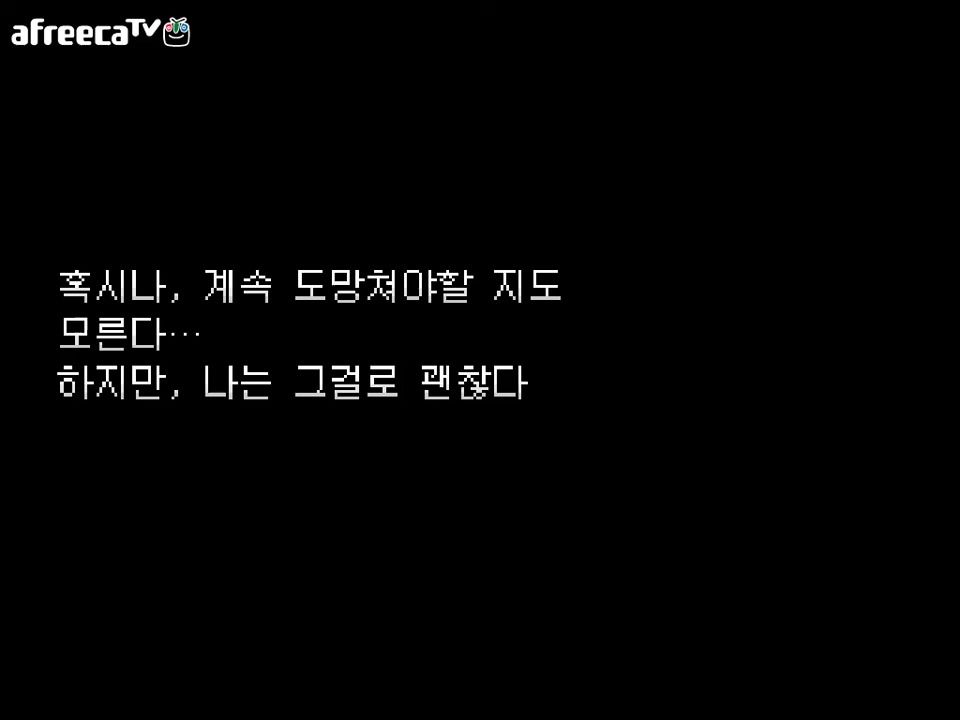 afreecaTV
혹시나, 계속 도망쳐야할 지도
모른다…
하지만, 나는 그걸로 괜찮다